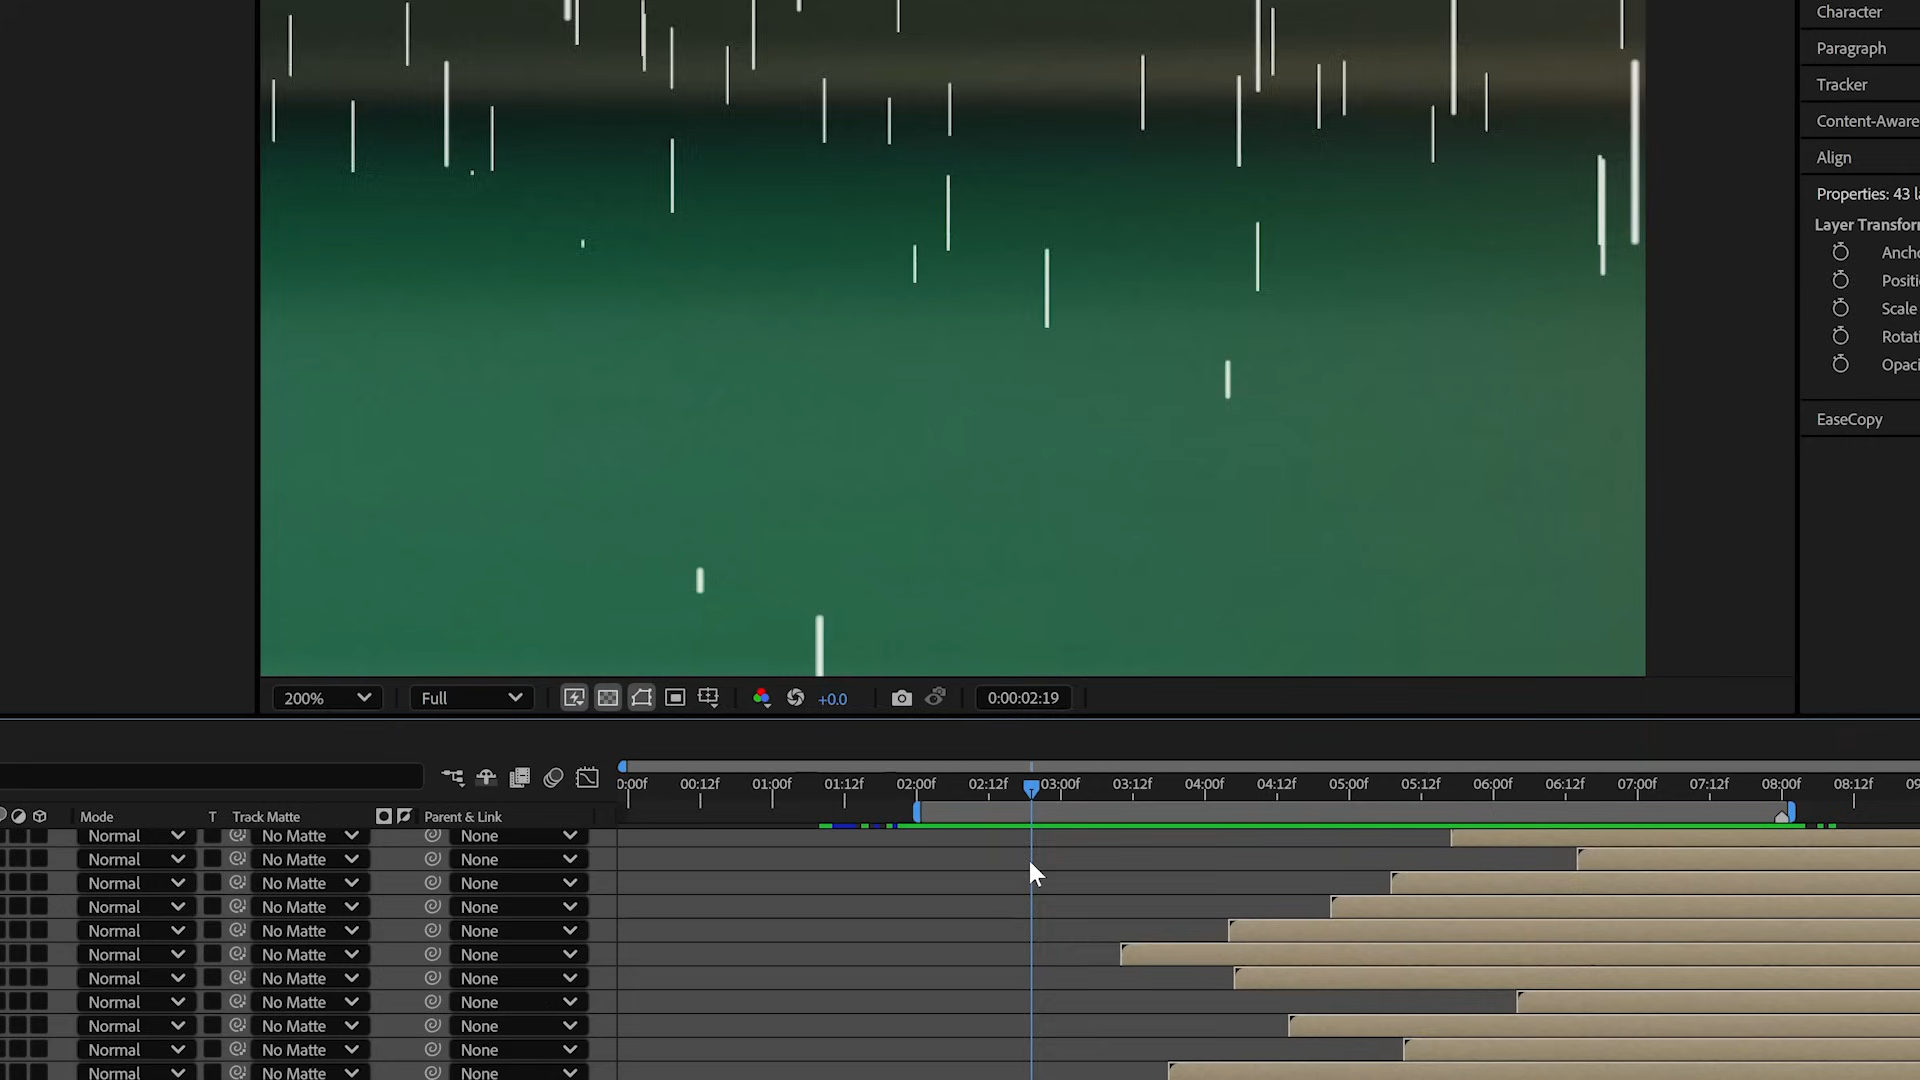 Character
Paragraph
Tracker
Content-Aware
Align
Properties: 43 la
Layer Transfor
Ancho
Positi
Scale
Rotati
Opaci
EaseCopy
200%
Full
+0.0
0:00:02:19
0:00f 00:12f 01:00f 01:12f 02:00f 02:12f 03:00f 03:12f 04:00f 04:12f 05:00f 05:12f 06:00f 06:12f 07:00f 07:12f 08:00f 08:12f 09
Mode T Track Matte Parent & Link
Normal No Matte None
Normal No Matte None
Normal No Matte None
Normal No Matte None
Normal No Matte None
Normal No Matte None
Normal No Matte None
Normal No Matte None
Normal No Matte None
Normal No Matte None
Normal No Matte None